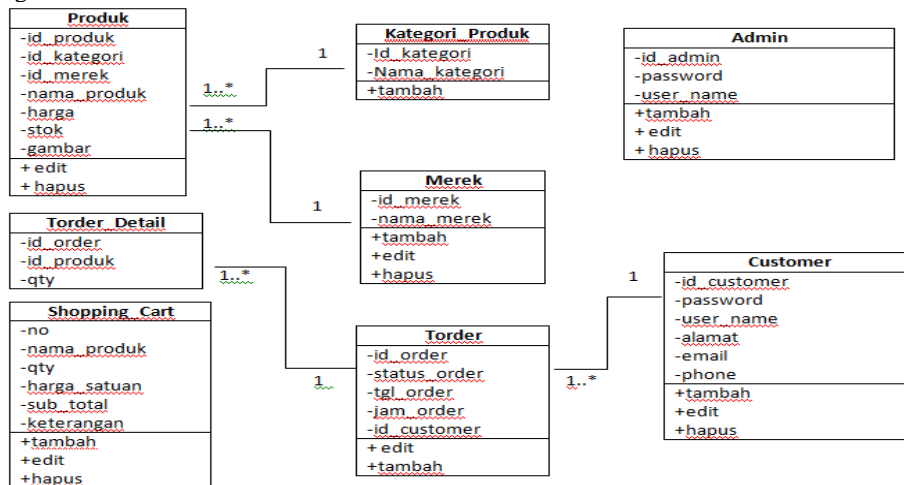 Produk
-id_produk
-id_kategori
-id_merek
-nama_produk
-harga
-stok
-gambar
+ edit
+ hapus
Kategori_Produk
-Id_kategori
-Nama_kategori
+tambah
Admin
-id_admin
-password
-user_name
+tambah
+ edit
+ hapus
1
1..*
1..*
1
Merek
-id_merek
-nama_merek
+tambah
+edit
+hapus
Torder_Detail
-id_order
-id_produk
-qty
1..*
1
Customer
-id_customer
-password
-user_name
-alamat
-email
-phone
+tambah
+edit
+hapus
1
1..*
Shopping_Cart
-no
-nama_produk
-qty
-harga_satuan
-sub_total
-keterangan
+tambah
+edit
+hapus
Torder
-id_order
-status_order
-tgl_order
-jam_order
-id_customer
+ edit
+tambah